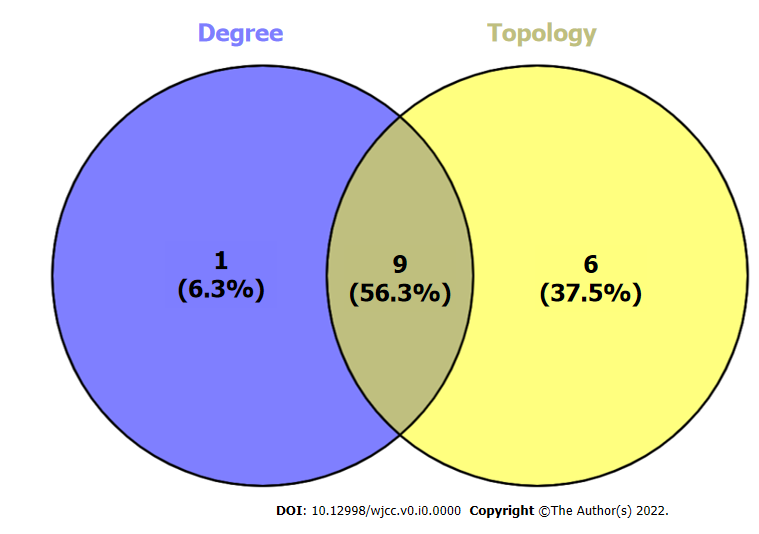 Degree Topology
1 9 6
(6.3%) (56.3%) (37.5%)
DOI: 10.12998/wjcc.v0.i0.0000 Copyright ©The Author(s) 2022.